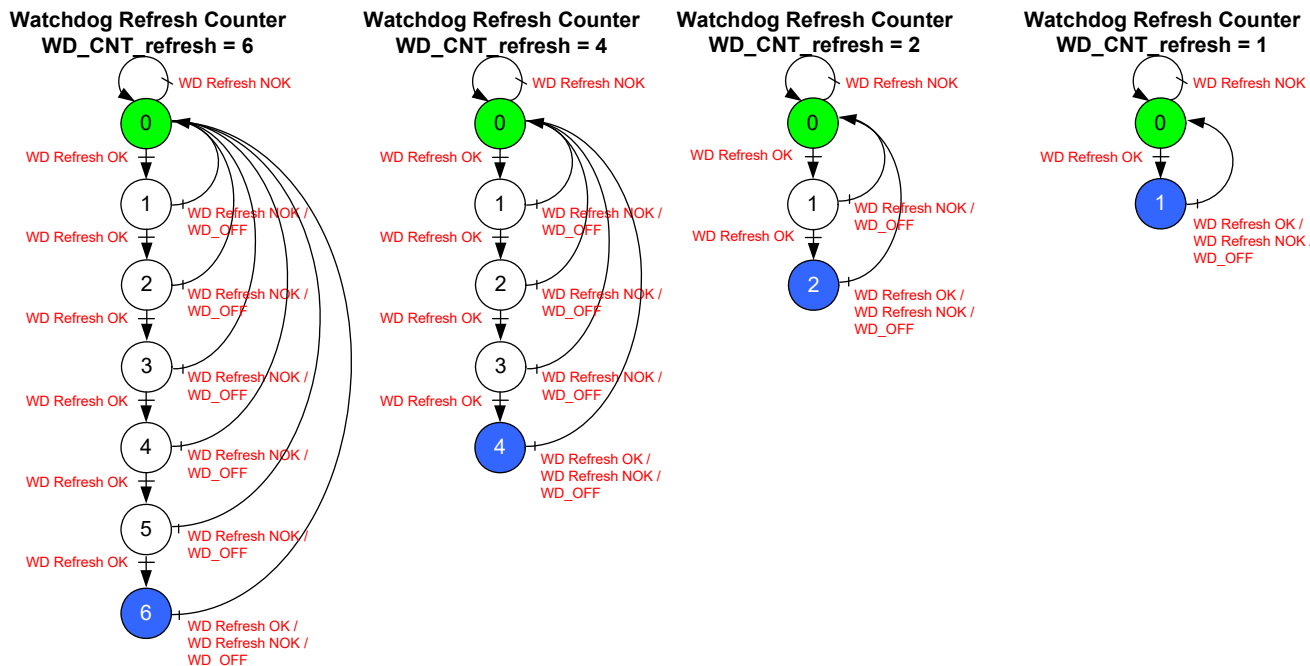 Watchdog Refresh Counter
WD_CNT_refresh = 6
WD Refresh NOK
0
WD Refresh OK
1
WD Refresh NOK /
WD_OFF
WD Refresh OK
2
WD Refresh NOK /
WD_OFF
WD Refresh OK
3
WD Refresh NOK /
WD_OFF
WD Refresh OK
4
WD Refresh NOK /
WD_OFF
WD Refresh OK
5
WD Refresh NOK /
WD_OFF
WD Refresh OK
6
WD Refresh OK /
WD Refresh NOK /
WD_OFF
Watchdog Refresh Counter
WD_CNT_refresh = 4
WD Refresh NOK
0
WD Refresh OK
1
WD Refresh NOK /
WD_OFF
WD Refresh OK
2
WD Refresh NOK /
WD_OFF
WD Refresh OK
3
WD Refresh NOK /
WD_OFF
WD Refresh OK
4
WD Refresh OK /
WD Refresh NOK /
WD_OFF
Watchdog Refresh Counter
WD_CNT_refresh = 2
WD Refresh NOK
0
WD Refresh OK
1
WD Refresh NOK /
WD_OFF
WD Refresh OK
2
WD Refresh OK /
WD Refresh NOK /
WD_OFF
Watchdog Refresh Counter
WD_CNT_refresh = 1
WD Refresh NOK
0
WD Refresh OK
1
WD Refresh OK /
WD Refresh NOK /
WD_OFF